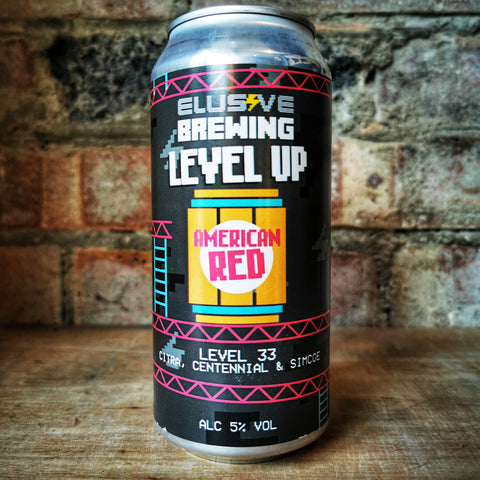 ELUSIVE
BREWING
LEVEL UP
AMERICAN
RED
LEVEL 33
CITRA, CENTENNIAL & SIMCOE
ALC 5% VOL